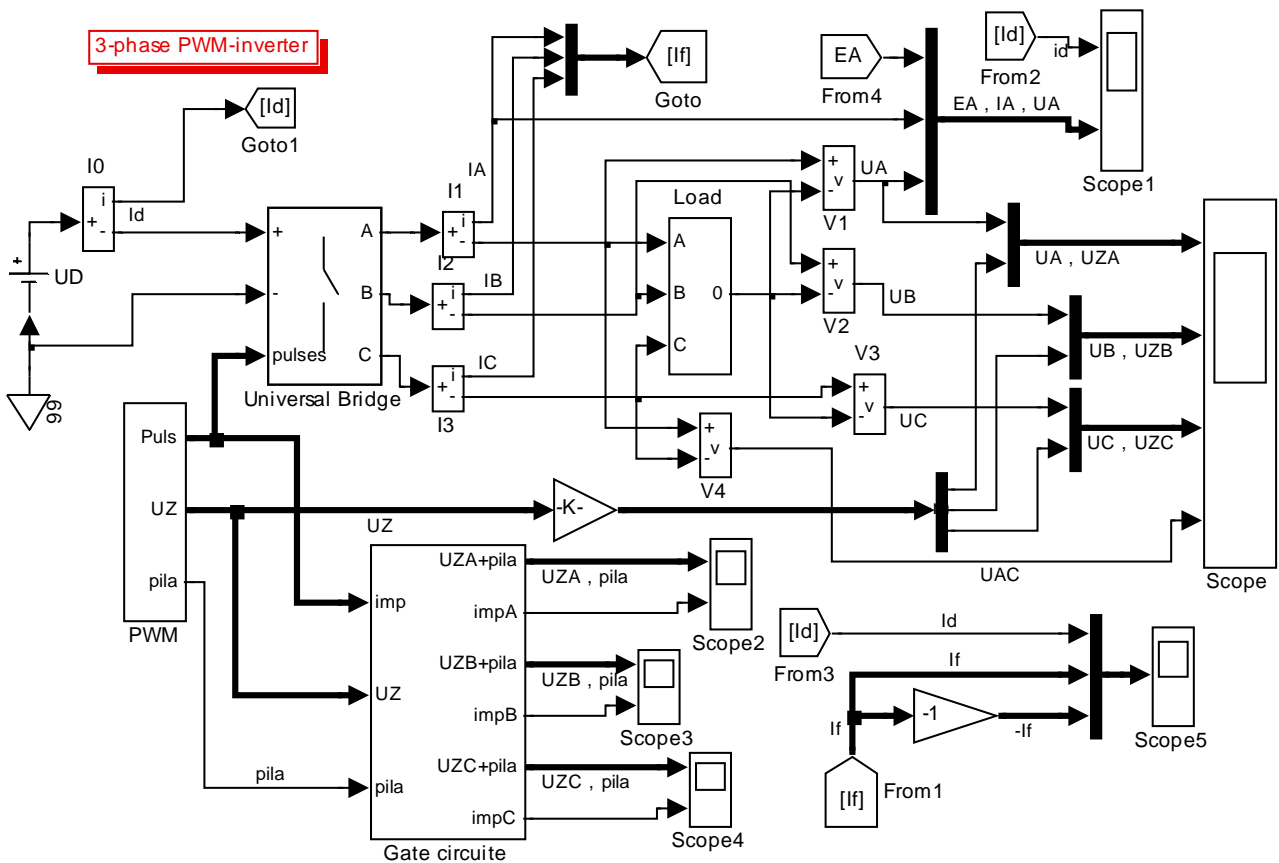 3-phase PWM-inverter
[Id]
Goto1
I0
i
+
-
Id
+
UD
99
+
-
pulses
A
B
C
Universal Bridge
IA
I1
i
+
-
I2
IB
i
+
-
IC
i
+
-
I3
[If]
Goto
EA
From4
[Id]
From2
id
EA , IA , UA
Scope1
Load
A
B
C
0
+
-
v
V1
UA
+
-
v
V2
UB
V3
+
-
v
UC
+
-
v
V4
UA , UZA
UB , UZB
UC , UZC
UAC
Scope
Puls
UZ
pila
PWM
UZ
-K-
pila
imp
UZ
pila
UZA+pila
impA
UZB+pila
impB
UZC+pila
impC
Gate circuite
UZA , pila
Scope2
UZB , pila
Scope3
UZC , pila
Scope4
[Id]
From3
Id
If
If
-1
-If
[If]
From1
Scope5